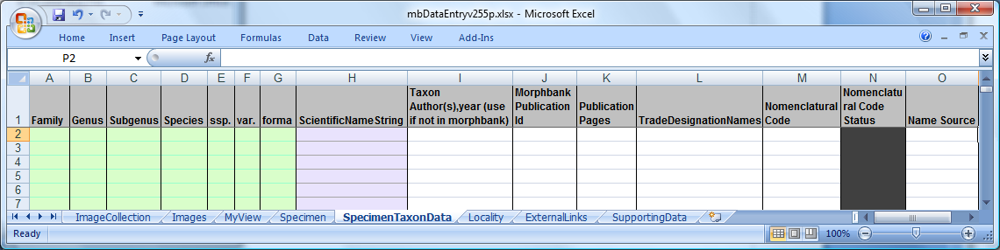 mbDataEntryv255p.xlsx - Microsoft Excel
Home Insert Page Layout Formulas Data Review View Add-Ins
P2 fx
A B C D E F G H I J K L M N O
Taxon Morphbank Nomenclatu
Author(s),year (use Publication Publication Nomenclatural ral Code
1 Family Genus Subgenus Species ssp. var. forma ScientificNameString if not in morphbank) Id Pages TradeDesignationNames Code Status Name Source
2
3
4
5
6
7
ImageCollection Images MyView Specimen SpecimenTaxonData Locality ExternalLinks SupportingData
Ready 100%